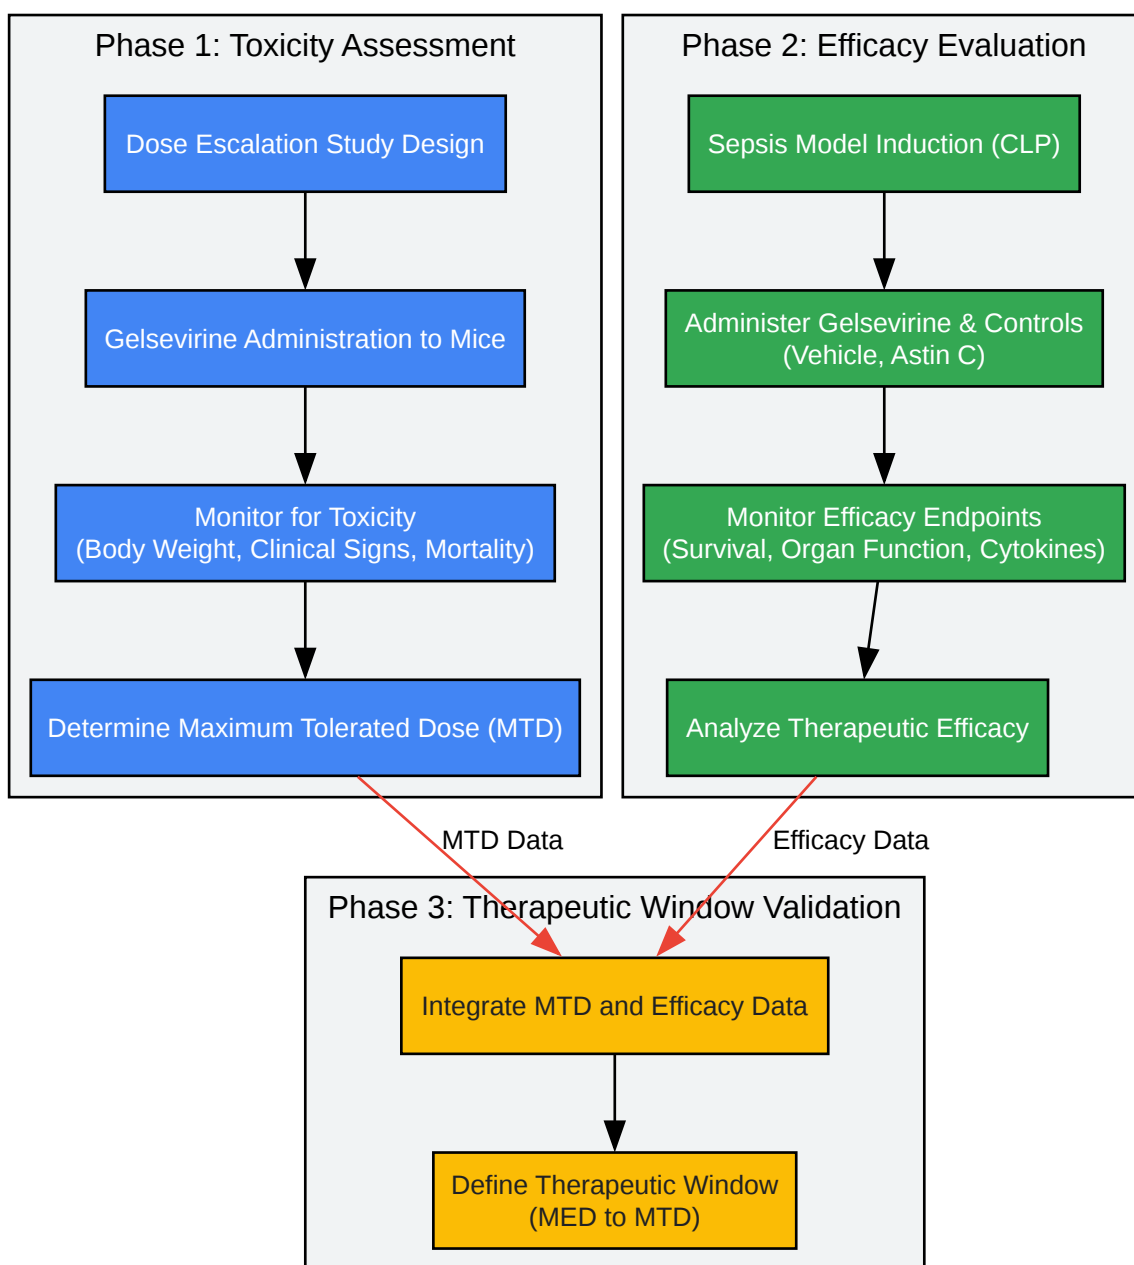 Phase 1: Toxicity Assessment
Dose Escalation Study Design
Gelsevirine Administration to Mice
Monitor for Toxicity
(Body Weight, Clinical Signs, Mortality)
Determine Maximum Tolerated Dose (MTD)
Phase 2: Efficacy Evaluation
Sepsis Model Induction (CLP)
Administer Gelsevirine & Controls
(Vehicle, Astin C)
Monitor Efficacy Endpoints
(Survival, Organ Function, Cytokines)
Analyze Therapeutic Efficacy
MTD Data
Efficacy Data
Phase 3: Therapeutic Window Validation
Integrate MTD and Efficacy Data
Define Therapeutic Window
(MED to MTD)